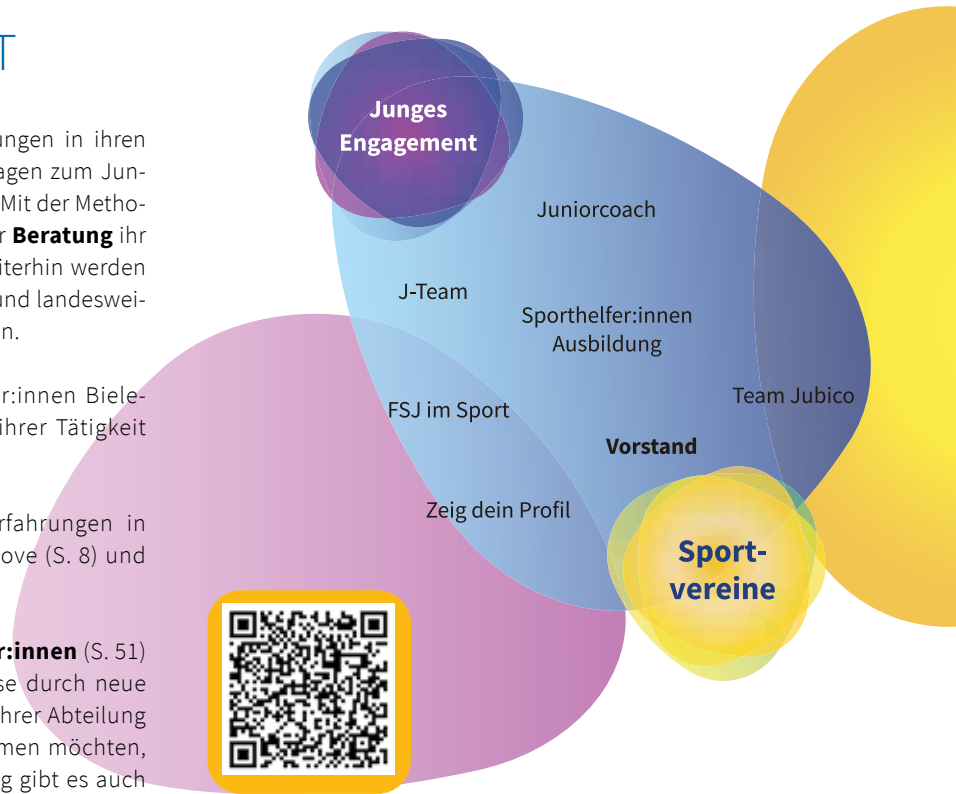 T
ungen in ihren
agen zum Jun-
Mit der Metho-
r Beratung ihr
iterhin werden
und landeswei-
n.
r:innen Biele-
ihrer Tätigkeit
rfahrungen in
ove (S. 8) und
r:innen (S. 51)
se durch neue
hrer Abteilung
men möchten,
g gibt es auch
Junges
Engagement
Juniorcoach
J-Team
Sporthelfer:innen
Ausbildung
Team Jubico
FSJ im Sport
Vorstand
Zeig dein Profil
Sport-
vereine